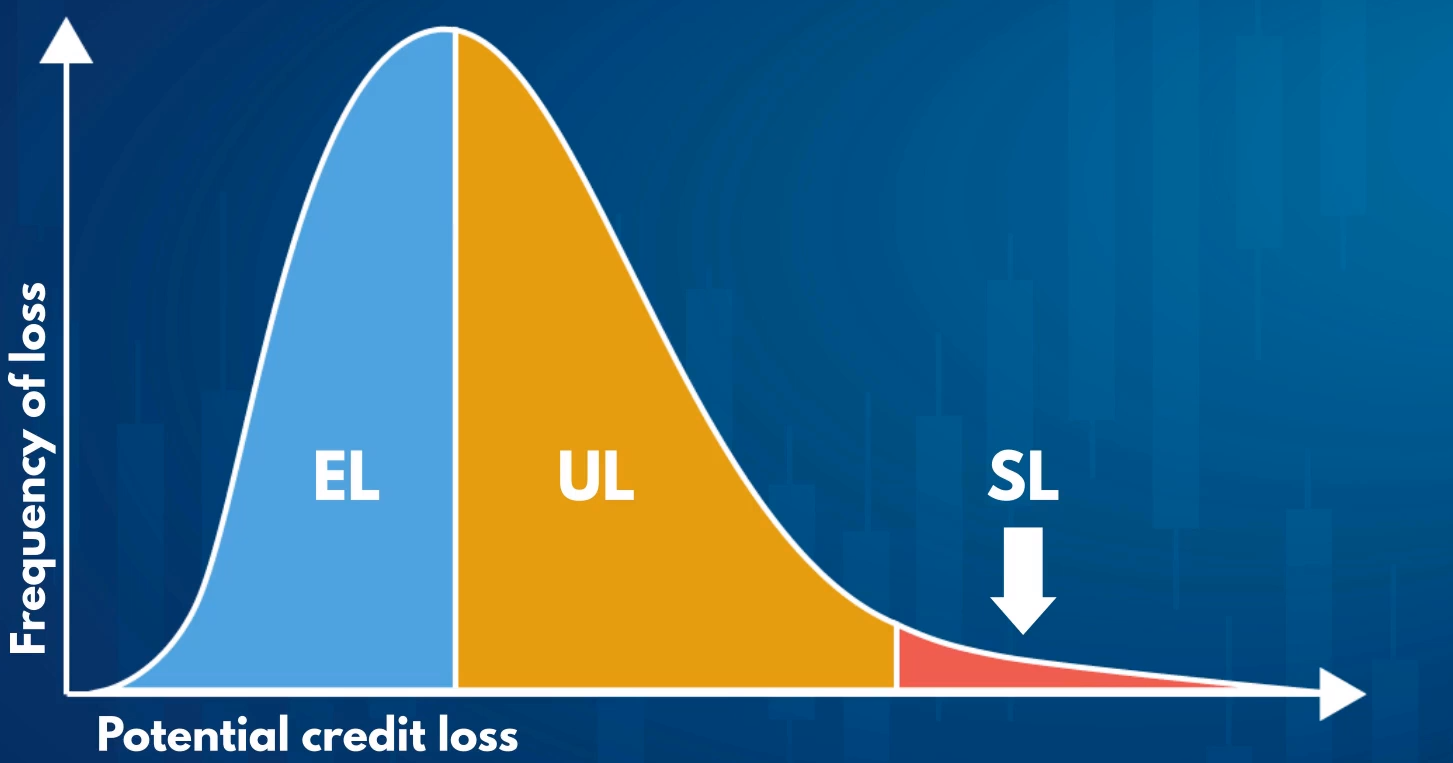 Frequency of loss
EL
UL
SL
Potential credit loss